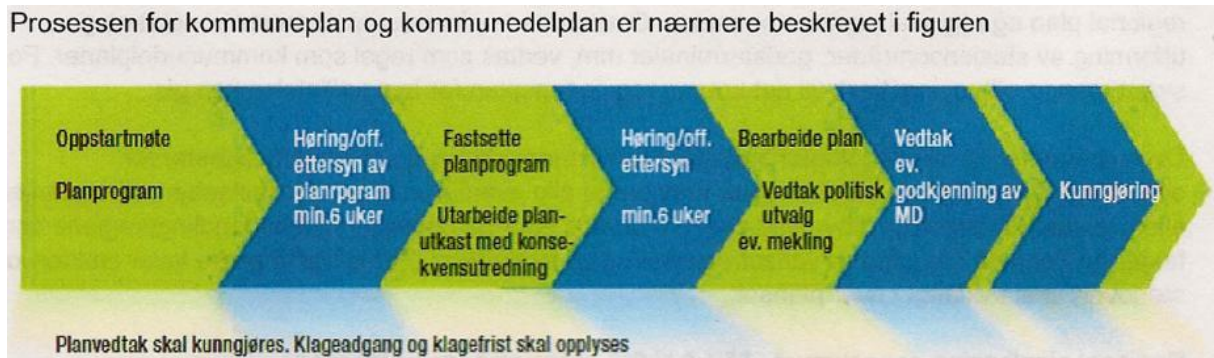 Prosessen for kommuneplan og kommunedelplan er nærmere beskrevet i figuren
Oppstartmøte
Planprogram
Høring/off.
ettersyn av
planrpgram
min.6 uker
Fastsette
planprogram
Utarbeide plan-
utkast med konse-
kvensutredning
Høring/off.
ettersyn
min.6 uker
Bearbeide plan
Vedtak politisk
utvalg
ev. mekling
Vedtak
ev.
godkjenning av
MD
Kunngjøring
Planvedtak skal kunngjøres. Klageadgang og klagefrist skal opplyses